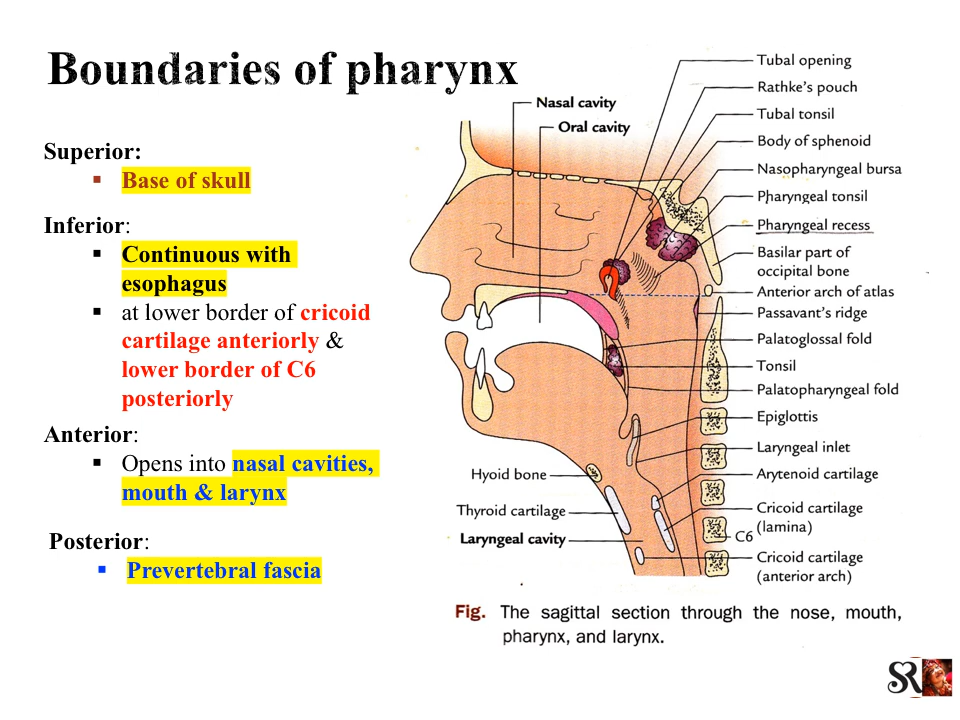 Boundaries of pharynx
Superior:
▪ Base of skull
Inferior:
▪ Continuous with
esophagus
▪ at lower border of cricoid
cartilage anteriorly &
lower border of C6
posteriorly
Anterior:
▪ Opens into nasal cavities,
mouth & larynx
Posterior:
▪ Prevertebral fascia
Nasal cavity
Oral cavity
Tubal opening
Rathke's pouch
Tubal tonsil
Body of sphenoid
Nasopharyngeal bursa
Pharyngeal tonsil
Pharyngeal recess
Basilar part of
occipital bone
Anterior arch of atlas
Passavant's ridge
Palatoglossal fold
Tonsil
Palatopharyngeal fold
Epiglottis
Laryngeal inlet
Arytenoid cartilage
Cricoid cartilage
(lamina)
C6
Cricoid cartilage
(anterior arch)
Hyoid bone
Thyroid cartilage
Laryngeal cavity
Fig. The sagittal section through the nose, mouth,
pharynx, and larynx.
SR